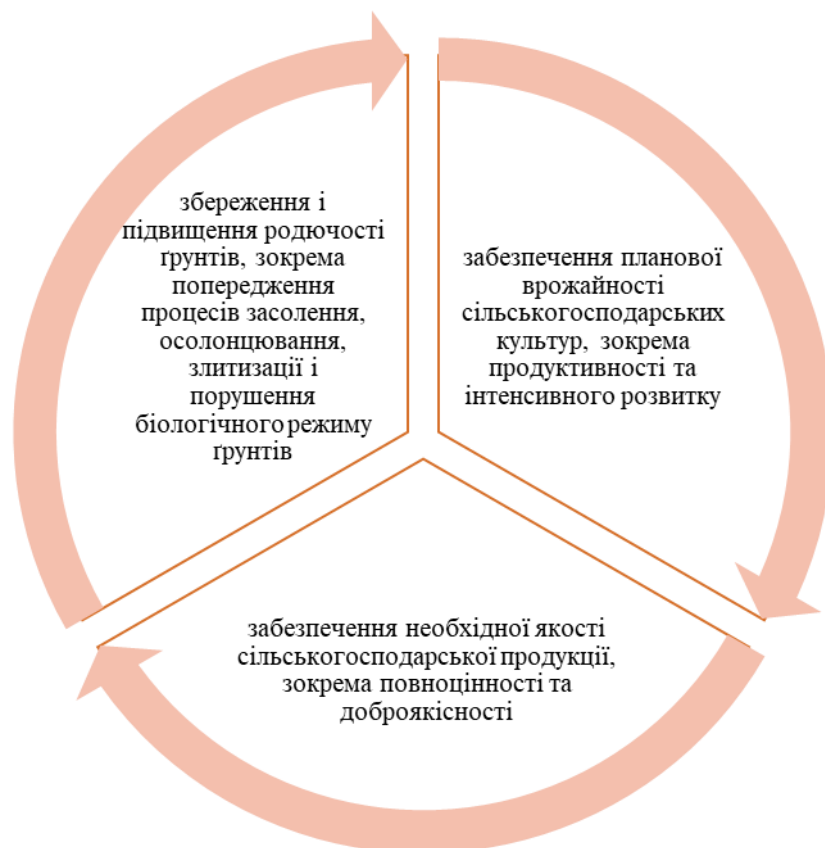 збереження і
підвищення родючості
ґрунтів, зокрема
попередження
процесів засолення,
осолонцювання,
злитизації і
порушення
біологічного режиму
ґрунтів
забезпечення планової
врожайності
сільськогосподарських
культур, зокрема
продуктивності та
інтенсивного розвитку
забезпечення необхідної якості
сільськогосподарської продукції,
зокрема повноцінності та
доброякісності